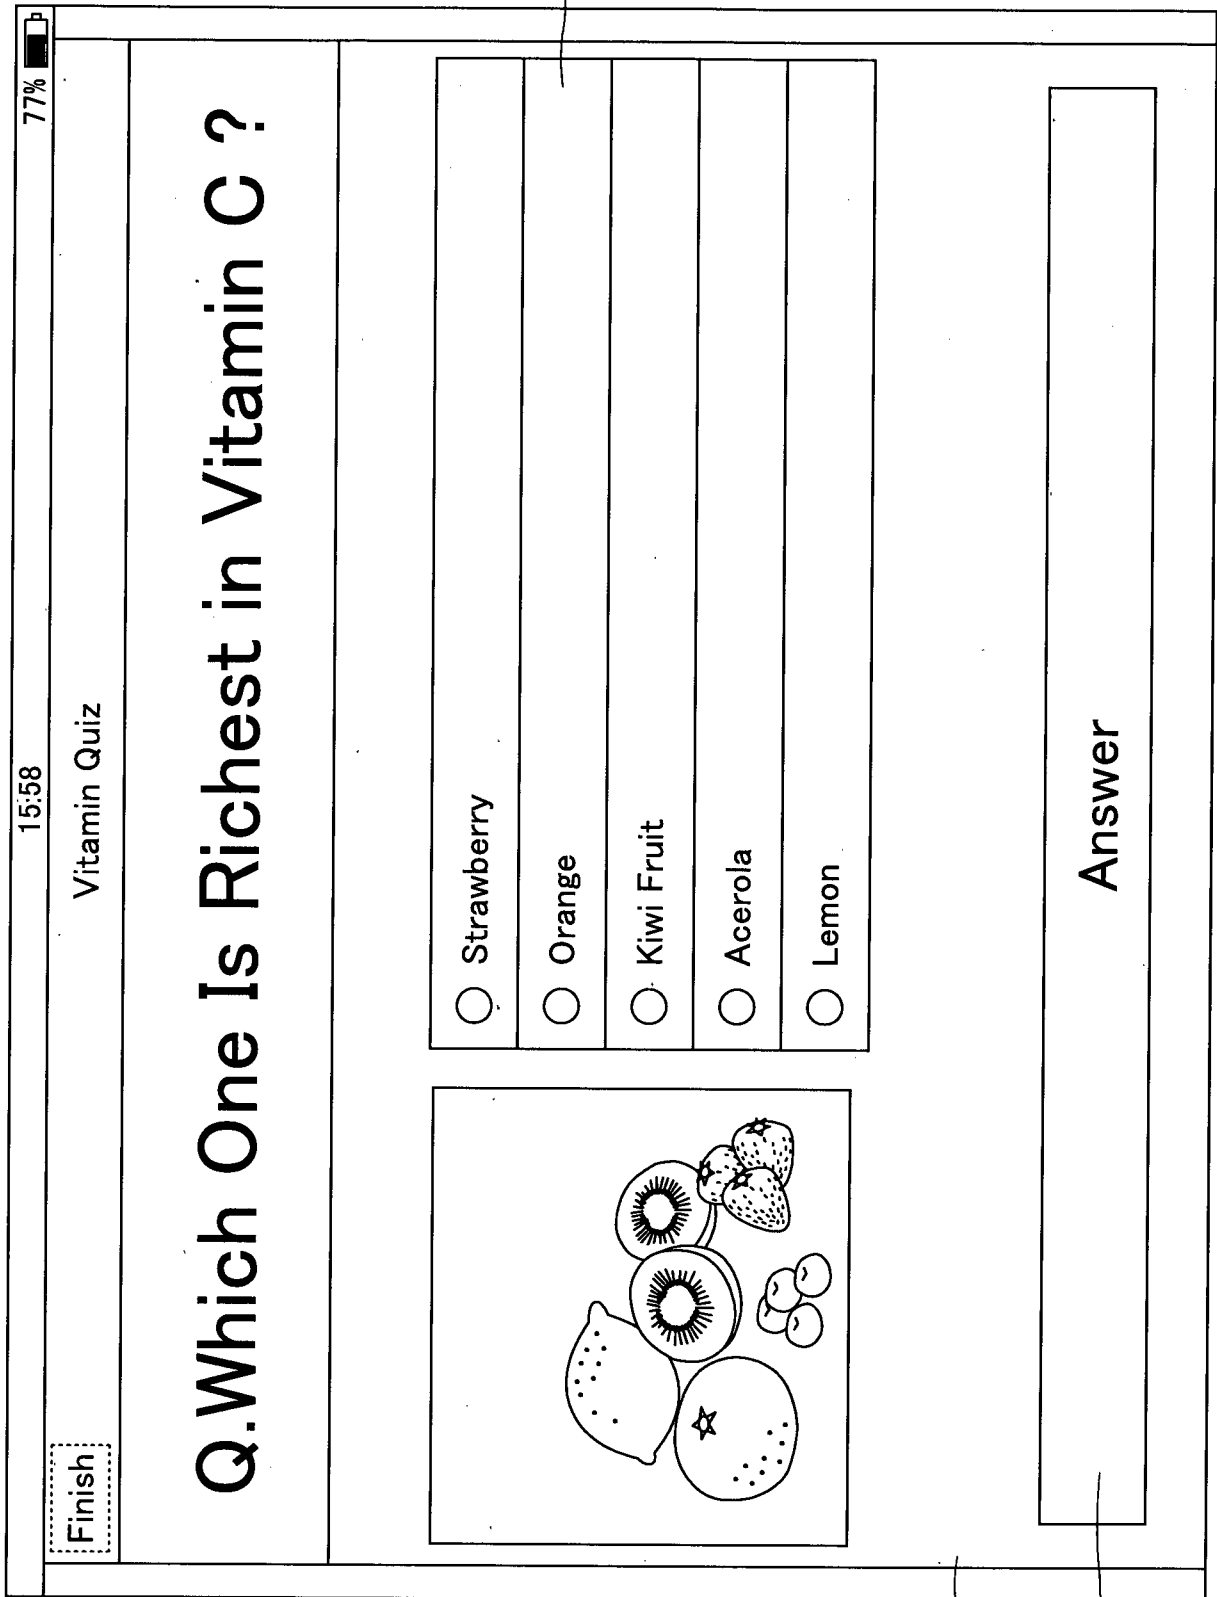 15:58 77%
Finish Vitamin Quiz
Q.Which One Is Richest in Vitamin C ?
Strawberry
Orange
Kiwi Fruit
Acerola
Lemon
Answer